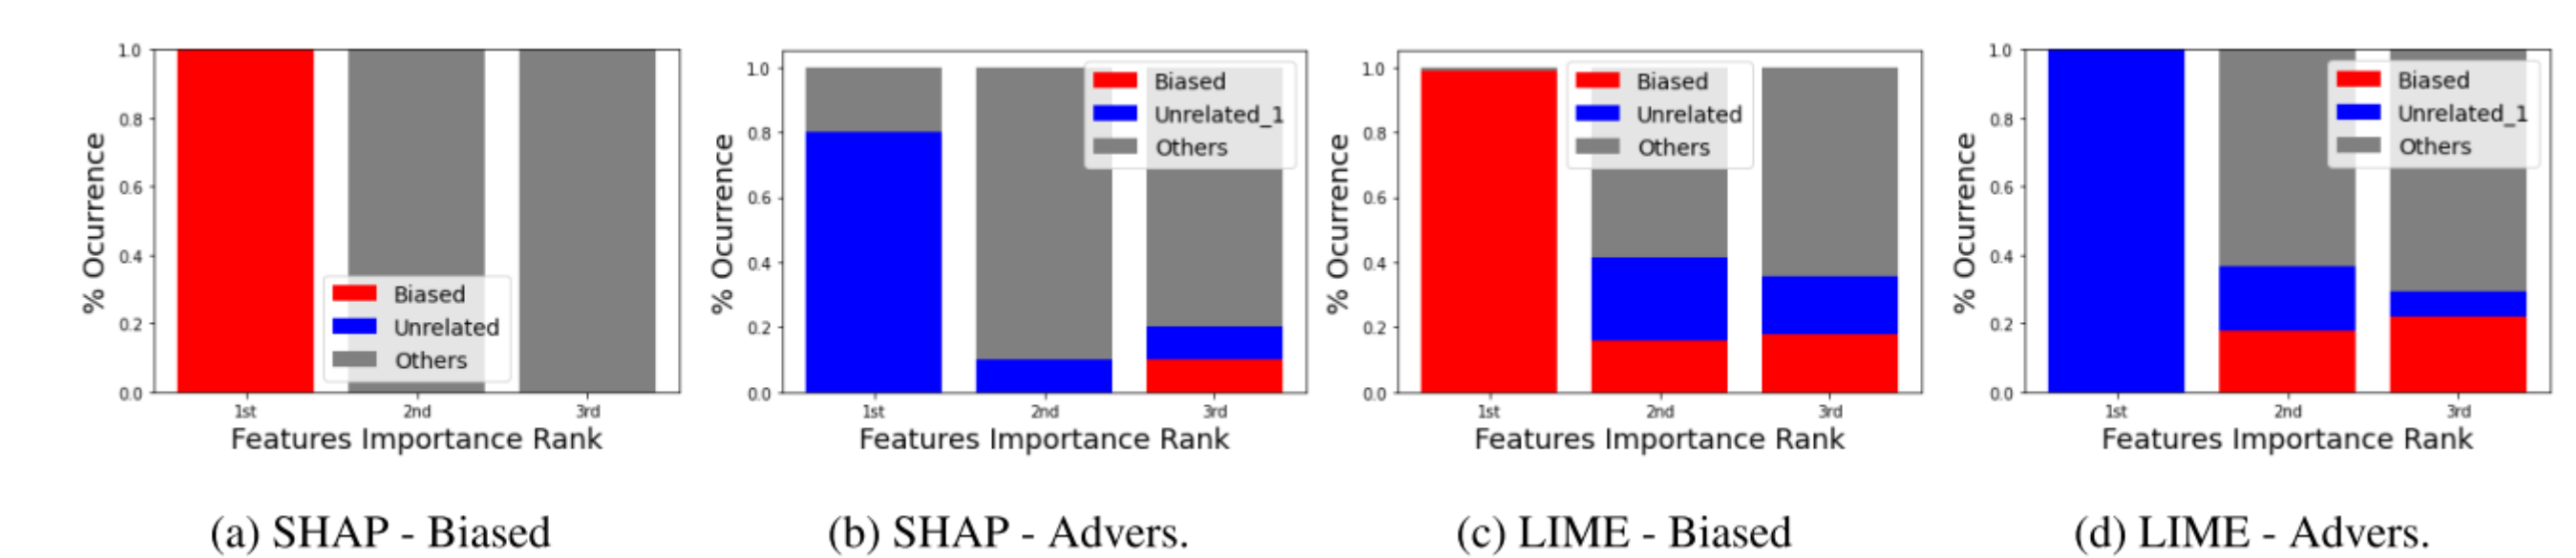 1.0
0.8
0.6
0.4
0.2
0.0
% Ocurrence
Biased
Unrelated
Others
1st 2nd 3rd
Features Importance Rank
(a) SHAP - Biased
1.0
0.8
0.6
0.4
0.2
0.0
% Ocurrence
Biased
Unrelated_1
Others
1st 2nd 3rd
Features Importance Rank
(b) SHAP - Advers.
1.0
0.8
0.6
0.4
0.2
0.0
% Ocurrence
Biased
Unrelated
Others
1st 2nd 3rd
Features Importance Rank
(c) LIME - Biased
1.0
0.8
0.6
0.4
0.2
0.0
% Ocurrence
Biased
Unrelated_1
Others
1st 2nd 3rd
Features Importance Rank
(d) LIME - Advers.